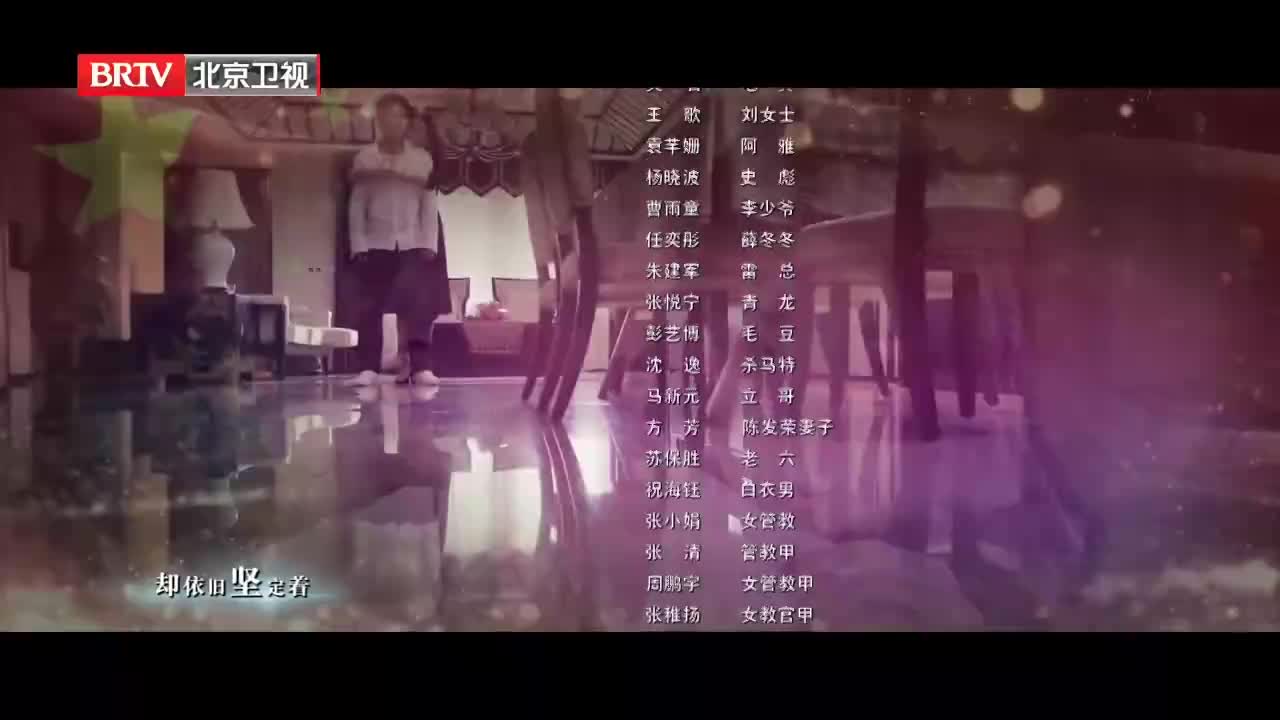 BRTV 北京卫视
王 歌 刘女士
袁芊姗 阿 雅
杨晓波 史 彪
曹雨童 李少爷
任奕彤 薛冬冬
朱建军 雷 总
张悦宁 青 龙
彭艺博 毛 豆
沈 逸 杀马特
马新元 立 哥
方 芳 陈发荣妻子
苏保胜 老 六
祝海钰 白衣男
张小娟 女管教
张 清 管教甲
周鹏宇 女管教甲
张稚扬 女教官甲
却依旧坚定着